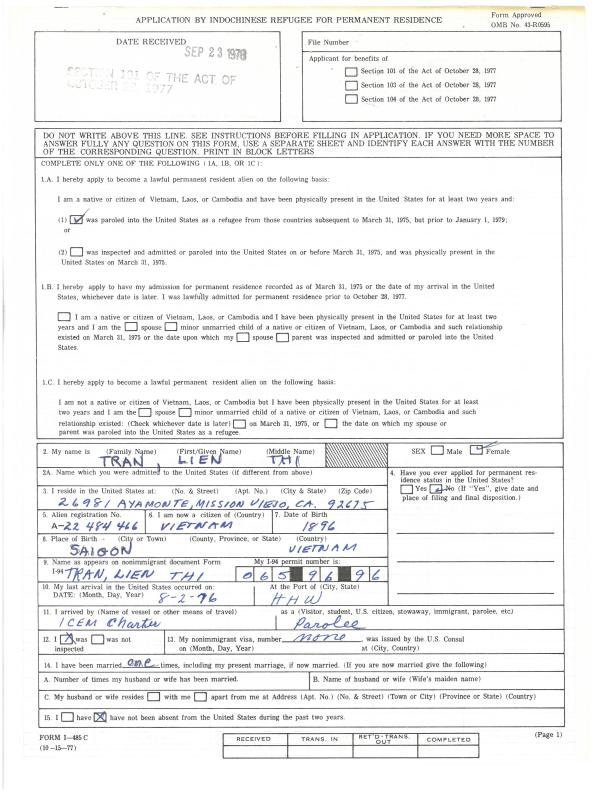 APPLICATION BY INDOCHINESE REFUGEE FOR PERMANENT RESIDENCE
Form Approved
OMB No. 43-R0595
DATE RECEIVED
SEP 23 1978
SECTION 101 OF THE ACT OF
OCTOBER 28, 1977
File Number
Applicant for benefits of
Section 101 of the Act of October 28, 1977
Section 103 of the Act of October 28, 1977
Section 104 of the Act of October 28, 1977
DO NOT WRITE ABOVE THIS LINE. SEE INSTRUCTIONS BEFORE FILLING IN APPLICATION. IF YOU NEED MORE SPACE TO
ANSWER FULLY ANY QUESTION ON THIS FORM, USE A SEPARATE SHEET AND IDENTIFY EACH ANSWER WITH THE NUMBER
OF THE CORRESPONDING QUESTION. PRINT IN BLOCK LETTERS
COMPLETE ONLY ONE OF THE FOLLOWING (1A, 1B, OR 1C):
1.A. I hereby apply to become a lawful permanent resident alien on the following basis:
I am a native or citizen of Vietnam, Laos, or Cambodia and have been physically present in the United States for at least two years and:
(1) was paroled into the United States as a refugee from those countries subsequent to March 31, 1975, but prior to January 1, 1979;
or
(2) was inspected and admitted or paroled into the United States on or before March 31, 1975, and was physically present in the
United States on March 31, 1975.
1.B. I hereby apply to have my admission for permanent residence recorded as of March 31, 1975 or the date of my arrival in the United
States, whichever date is later. I was lawfully admitted for permanent residence prior to October 28, 1977.
I am a native or citizen of Vietnam, Laos, or Cambodia and I have been physically present in the United States for at least two
years and I am the spouse minor unmarried child of a native or citizen of Vietnam, Laos, or Cambodia and such relationship
existed on March 31, 1975 or the date upon which my spouse parent was inspected and admitted or paroled into the United
States.
1.C. I hereby apply to become a lawful permanent resident alien on the following basis:
I am not a native or citizen of Vietnam, Laos, or Cambodia but I have been physically present in the United States for at least
two years and I am the spouse minor unmarried child of a native or citizen of Vietnam, Laos, or Cambodia and such
relationship existed: (Check whichever date is later) on March 31, 1975, or the date on which my spouse or
parent was paroled into the United States as a refugee.
2. My name is (Family Name) (First/Given Name) (Middle Name)
TRAN, LIEN THI
SEX Male Female
2A. Name which you were admitted to the United States (if different from above)
3. I reside in the United States at: (No. & Street) (Apt. No.) (City & State) (Zip Code)
26981 AYAMONTE, MISSION VIEJO, CA. 92675
4. Have you ever applied for permanent res-
idence status in the United States?
Yes No (If "Yes", give date and
place of filing and final disposition.)
5. Alien registration No.
A-22 484 466
6. I am now a citizen of (Country)
VIETNAM
7. Date of Birth
1896
8. Place of Birth - (City or Town) (County, Province, or State) (Country)
SAIGON VIETNAM
9. Name as appears on nonimmigrant document Form
I-94 TRAN, LIEN THI
My I-94 permit number is:
0 6 5 9 6 9 6
10. My last arrival in the United States occurred on:
DATE: (Month, Day, Year) 8-2-76
At the Port of (City, State)
HHW
11. I arrived by (Name of vessel or other means of travel)
ICEM Charter
as a (Visitor, student, U.S. citizen, stowaway, immigrant, parolee, etc)
Parolee
12. I X was was not
inspected
13. My nonimmigrant visa, number none, was issued by the U.S. Consul
on (Month, Day, Year) at (City, Country)
14. I have been married one times, including my present marriage, if now married. (If you are now married give the following)
A. Number of times my husband or wife has been married.
B. Name of husband or wife (Wife's maiden name)
C. My husband or wife resides with me apart from me at Address (Apt. No.) (No. & Street) (Town or City) (Province or State) (Country)
15. I have X have not been absent from the United States during the past two years.
FORM I-485 C
(10-15-77)
RECEIVED
TRANS. IN
RET'D-TRANS. OUT
COMPLETED
(Page 1)